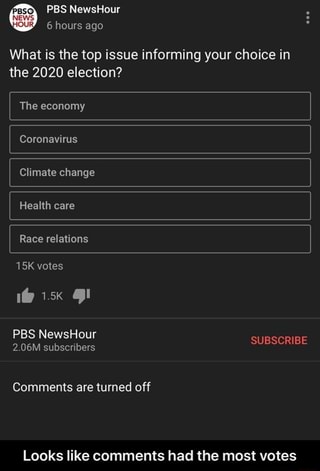 PBS
NEWS
HOUR
PBS NewsHour
6 hours ago
What is the top issue informing your choice in
the 2020 election?
The economy
Coronavirus
Climate change
Health care
Race relations
15K votes
1.5K
PBS NewsHour
2.06M subscribers
SUBSCRIBE
Comments are turned off
Looks like comments had the most votes